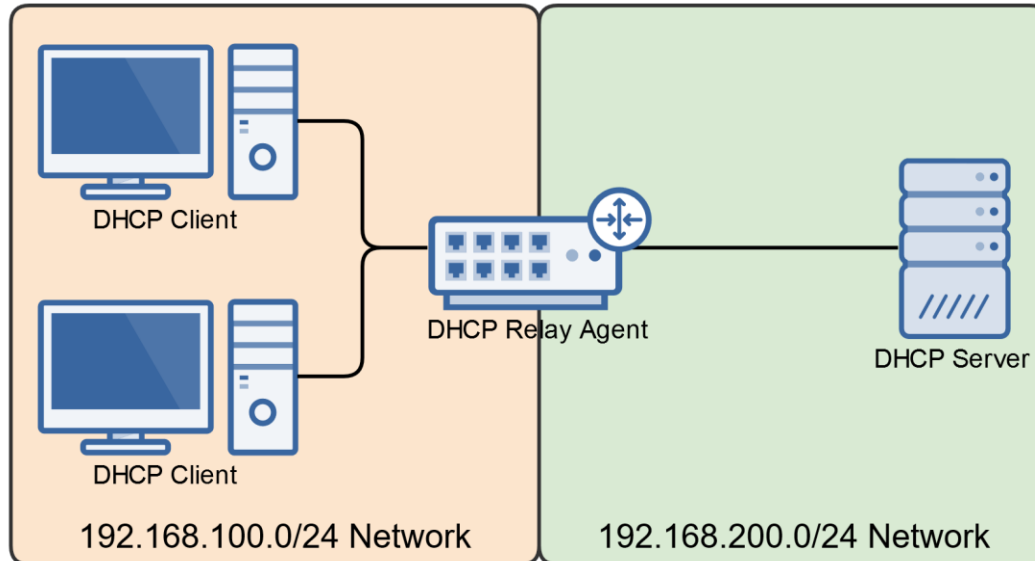 DHCP Client
DHCP Client
192.168.100.0/24 Network
DHCP Relay Agent
DHCP Server
192.168.200.0/24 Network